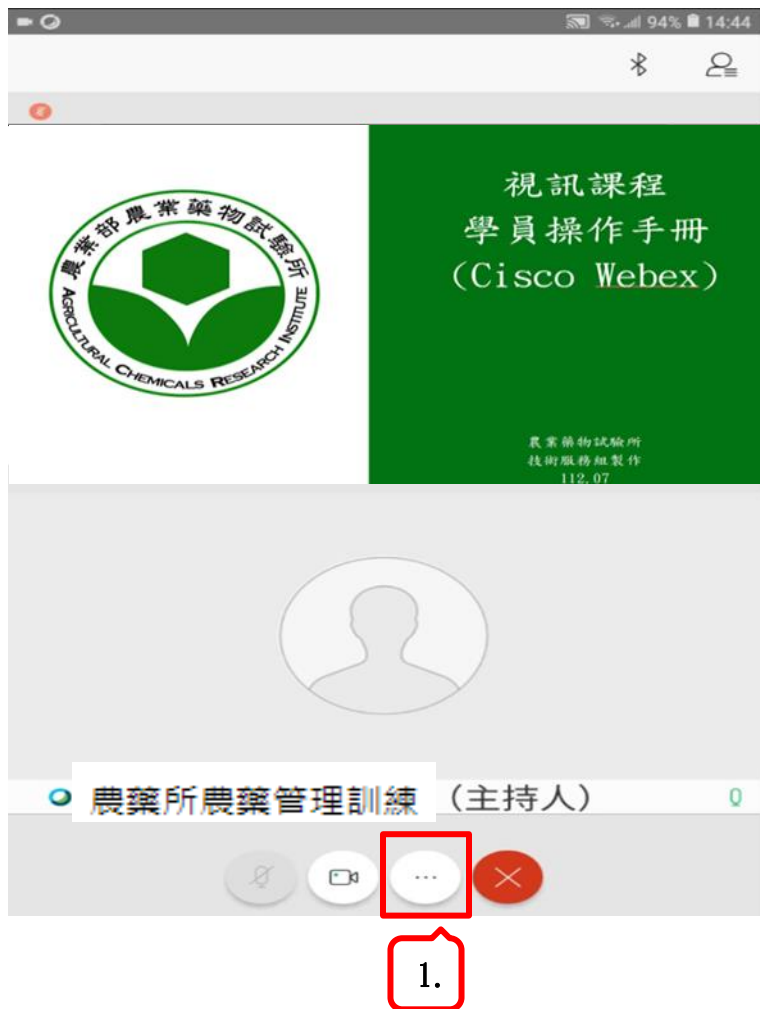 94% 14:44
農業部農業藥物試驗所
AGRICULTURAL CHEMICALS RESEARCH INSTITUTE
視訊課程
學員操作手冊
(Cisco Webex)
農業藥物試驗所
技術服務組製作
112.07
農藥所農藥管理訓練 (主持人)
1.